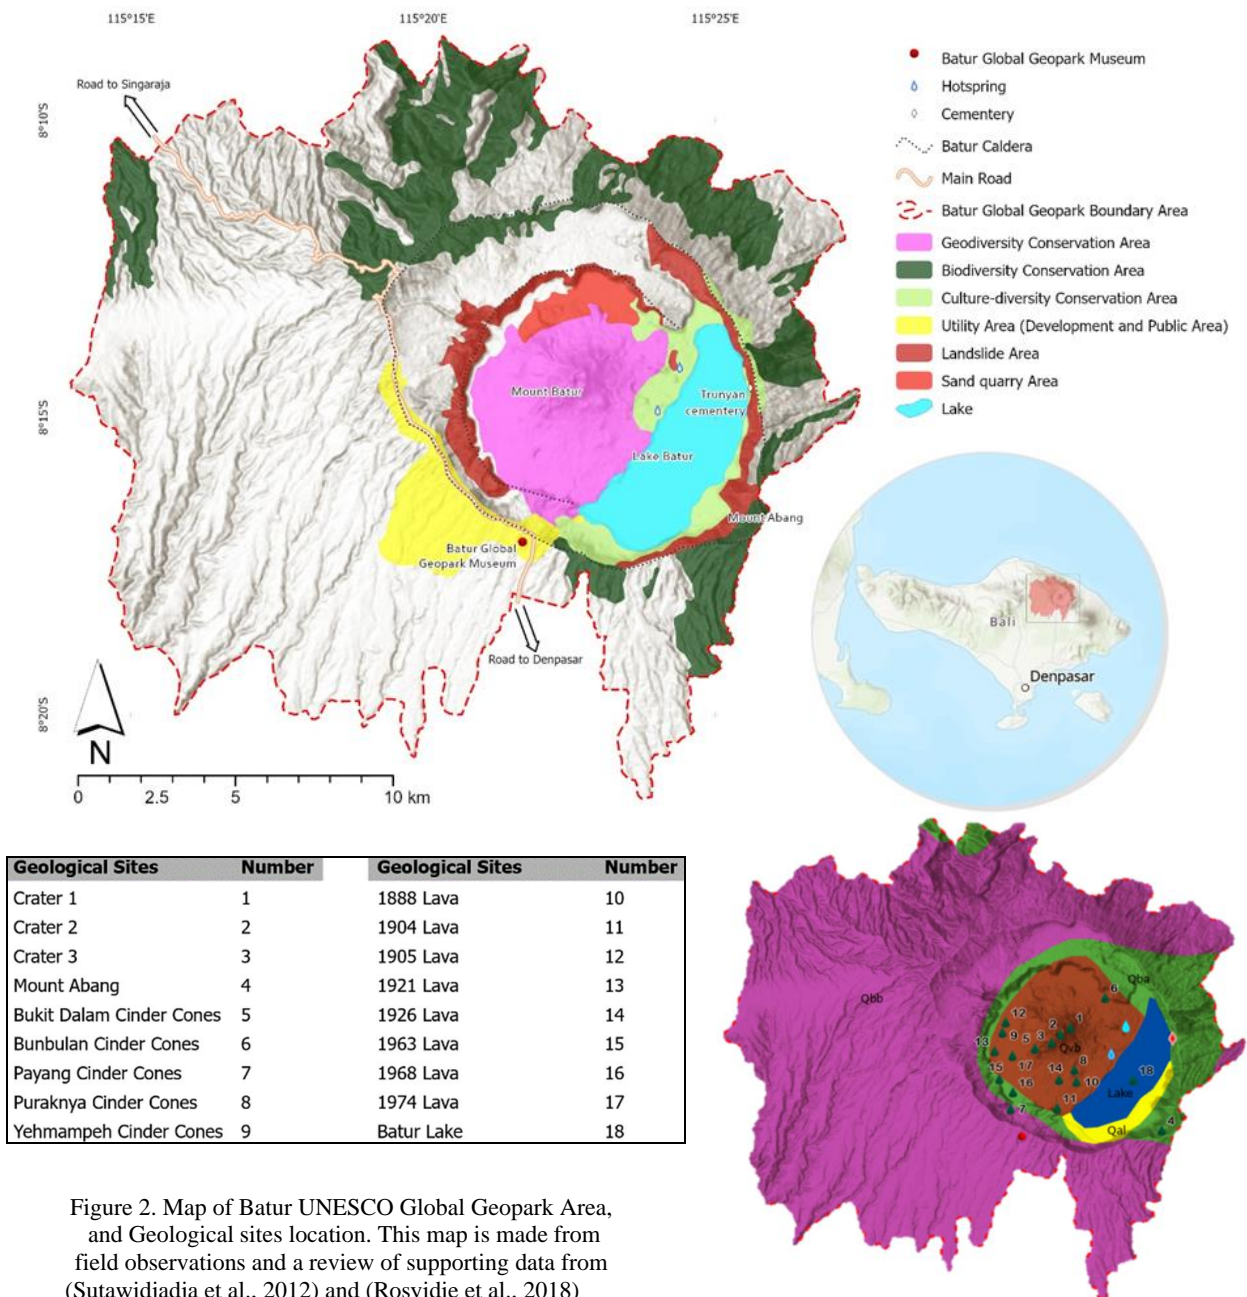 115°15'E
115°20'E
115°25'E
8°10'S
8°15'S
8°20'S
Road to Singaraja
Mount Batur
Trunyan
cementery
Lake Batur
Mount Abang
Batur Global
Geopark Museum
Road to Denpasar
N
0 2.5 5 10 km
Batur Global Geopark Museum
Hotspring
Cementery
Batur Caldera
Main Road
Batur Global Geopark Boundary Area
Geodiversity Conservation Area
Biodiversity Conservation Area
Culture-diversity Conservation Area
Utility Area (Development and Public Area)
Landslide Area
Sand quarry Area
Lake
Bali
Denpasar
Geological Sites Number Geological Sites Number
Crater 1 1 1888 Lava 10
Crater 2 2 1904 Lava 11
Crater 3 3 1905 Lava 12
Mount Abang 4 1921 Lava 13
Bukit Dalam Cinder Cones 5 1926 Lava 14
Bunbulan Cinder Cones 6 1963 Lava 15
Payang Cinder Cones 7 1968 Lava 16
Puraknya Cinder Cones 8 1974 Lava 17
Yehmampeh Cinder Cones 9 Batur Lake 18
Qbb
Qba
6
12
2 1
9 5 3
13
Qvb
17
8
15
16
14
10
18
Lake
7
11
4
Qal
Figure 2. Map of Batur UNESCO Global Geopark Area,
and Geological sites location. This map is made from
field observations and a review of supporting data from
(Sutawidjadja et al., 2012) and (Rosyidie et al., 2018)